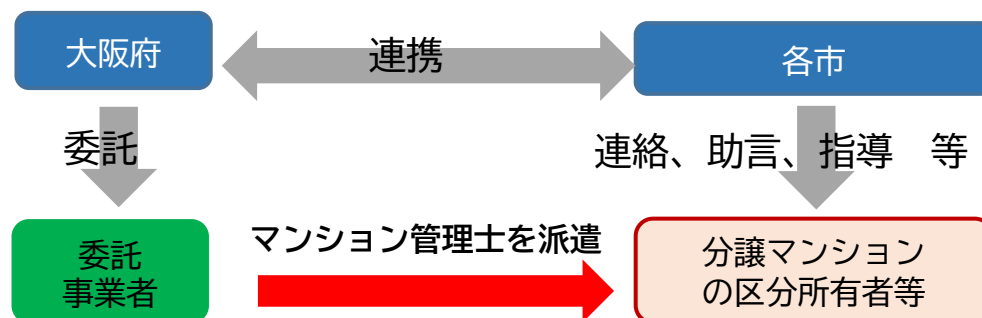 大阪府
連携
各市
委託
連絡、助言、指導　等
委託
事業者
マンション管理士を派遣
分譲マンション
の区分所有者等